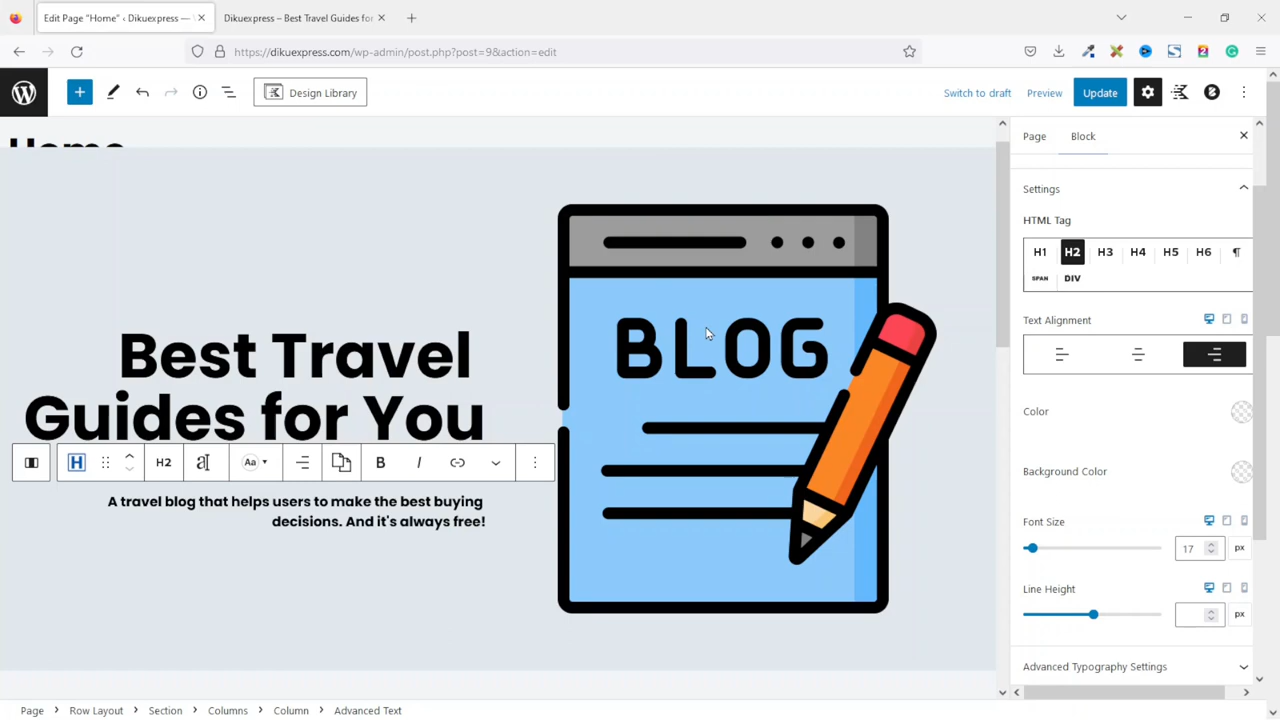 Edit Page "Home" ‹ Dikuexpress —
Dikuexpress – Best Travel Guides for
https://dikuexpress.com/wp-admin/post.php?post=9&action=edit
Design Library
Switch to draft
Preview
Update
Home
Page
Block
Settings
HTML Tag
H1 H2 H3 H4 H5 H6 ¶
SPAN DIV
Text Alignment
Color
Background Color
Font Size
17 px
Line Height
px
Advanced Typography Settings
BLOG
Best Travel
Guides for You
H H2 Aa B I
A travel blog that helps users to make the best buying
decisions. And it's always free!
Page Row Layout Section Columns Column Advanced Text